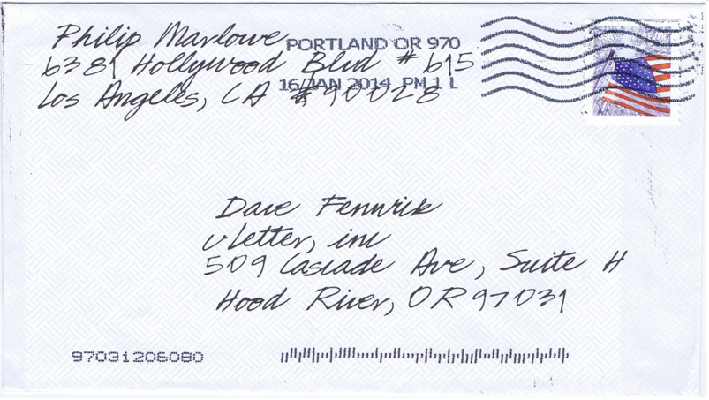 Philip Marlowe
PORTLAND OR 970
6381 Hollywood Blvd # 615
16 JAN 2014 PM 1 L
Los Angeles, CA #90028
Dave Fennwick
vletter, inc
509 Cascade Ave, Suite H
Hood River, OR 97031
97031206080